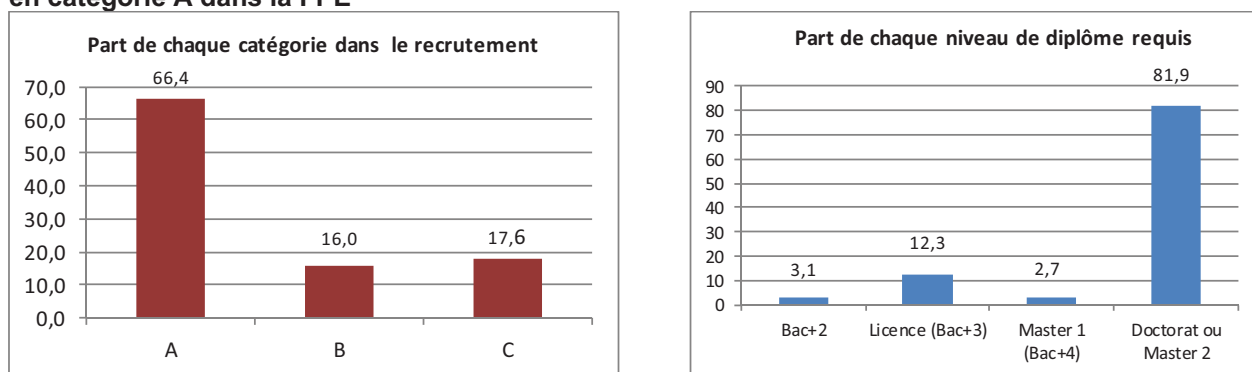 en catégorie A dans la FPE
Part de chaque catégorie dans le recrutement
70,0
60,0
50,0
40,0
30,0
20,0
10,0
0,0
66,4
16,0
17,6
A
B
C
Part de chaque niveau de diplôme requis
90
80
70
60
50
40
30
20
10
0
3,1
12,3
2,7
81,9
Bac+2
Licence (Bac+3)
Master 1
(Bac+4)
Doctorat ou
Master 2